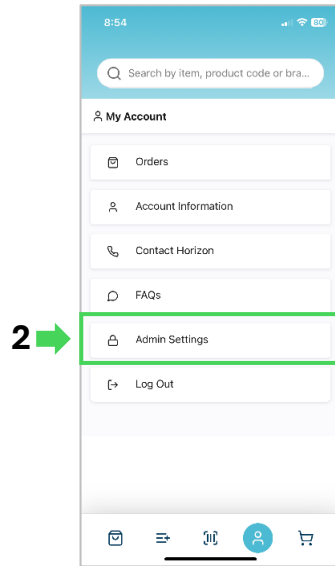 8:54
80
Search by item, product code or bra...
My Account
Orders
Account Information
Contact Horizon
FAQs
2
Admin Settings
Log Out